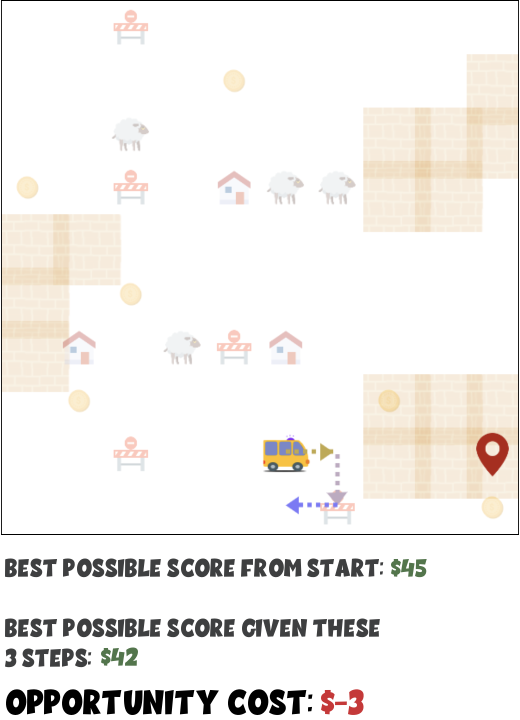 BEST POSSIBLE SCORE FROM START: $45
BEST POSSIBLE SCORE GIVEN THESE
3 STEPS: $42
OPPORTUNITY COST: $-3